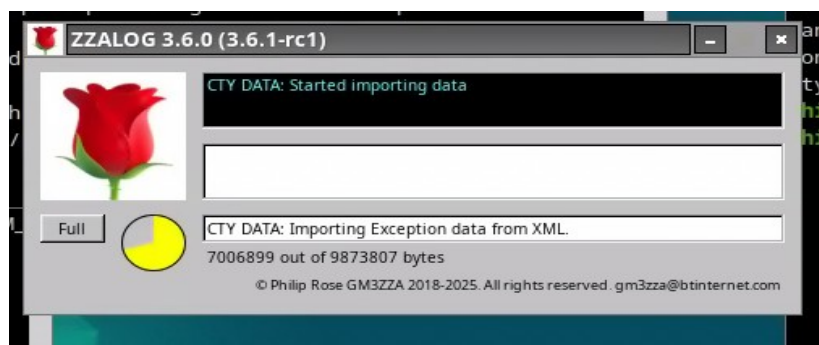 ZZALOG 3.6.0 (3.6.1-rc1)
CTY DATA: Started importing data
Full
CTY DATA: Importing Exception data from XML.
7006899 out of 9873807 bytes
© Philip Rose GM3ZZA 2018-2025. All rights reserved. gm3zza@btinternet.com